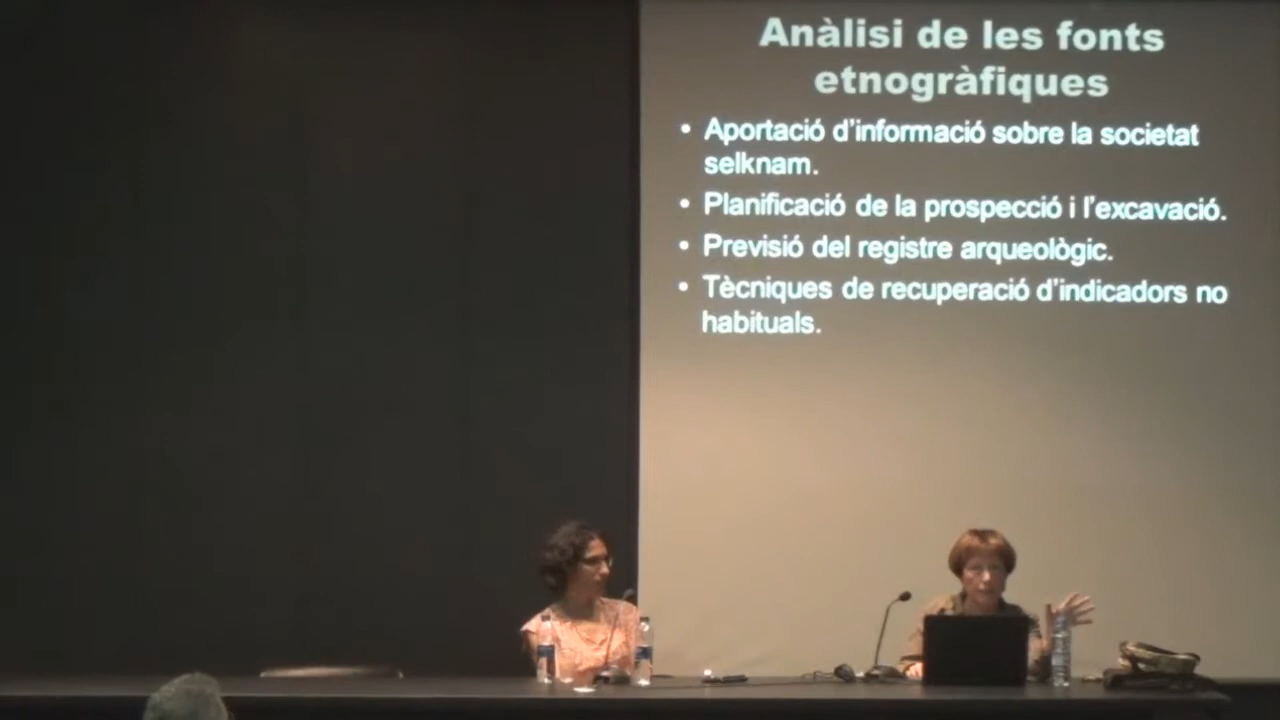 Anàlisi de les fonts
etnogràfiques
• Aportació d'informació sobre la societat
selknam.
• Planificació de la prospecció i l'excavació.
• Previsió del registre arqueològic.
• Tècniques de recuperació d'indicadors no
habituals.